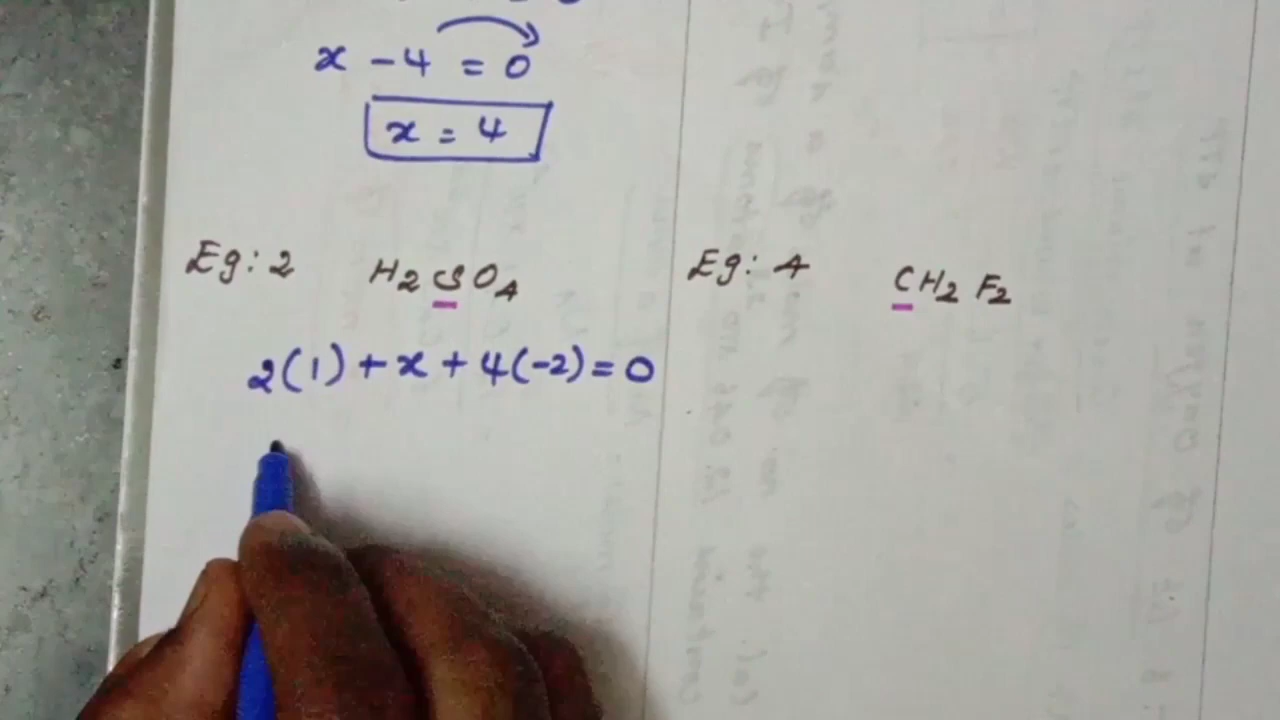 x - 4 = 0
x = 4
Eg: 2 H2SO4
2(1) + x + 4(-2) = 0
Eg: 4 CH2F2